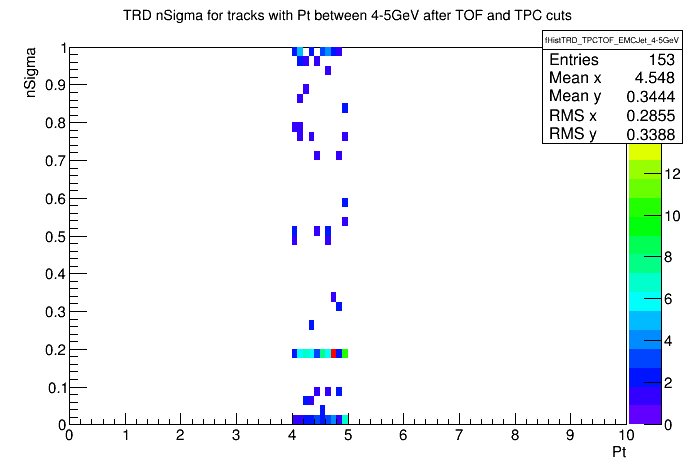 TRD nSigma for tracks with Pt between 4-5GeV after TOF and TPC cuts
fHistTRD_TPCTOF_EMCJet_4-5GeV
Entries 153
Mean x 4.548
Mean y 0.3444
RMS x 0.2855
RMS y 0.3388
nSigma
1
0.9
0.8
0.7
0.6
0.5
0.4
0.3
0.2
0.1
0
0 1 2 3 4 5 6 7 8 9 10
Pt
12
10
8
6
4
2
0